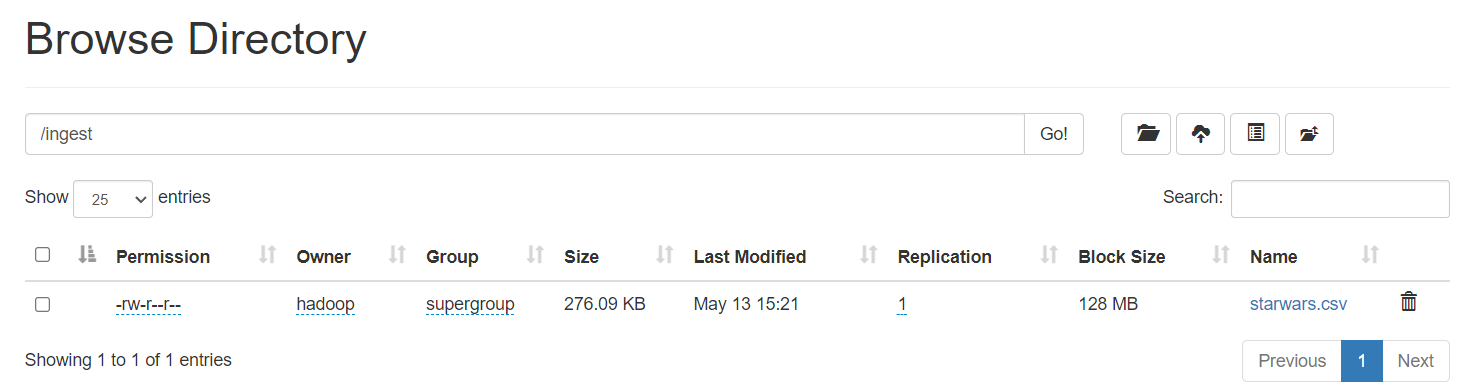 Browse Directory
/ingest Go!
Show 25 entries Search:
Permission Owner Group Size Last Modified Replication Block Size Name
-rw-r--r-- hadoop supergroup 276.09 KB May 13 15:21 1 128 MB starwars.csv
Showing 1 to 1 of 1 entries Previous 1 Next